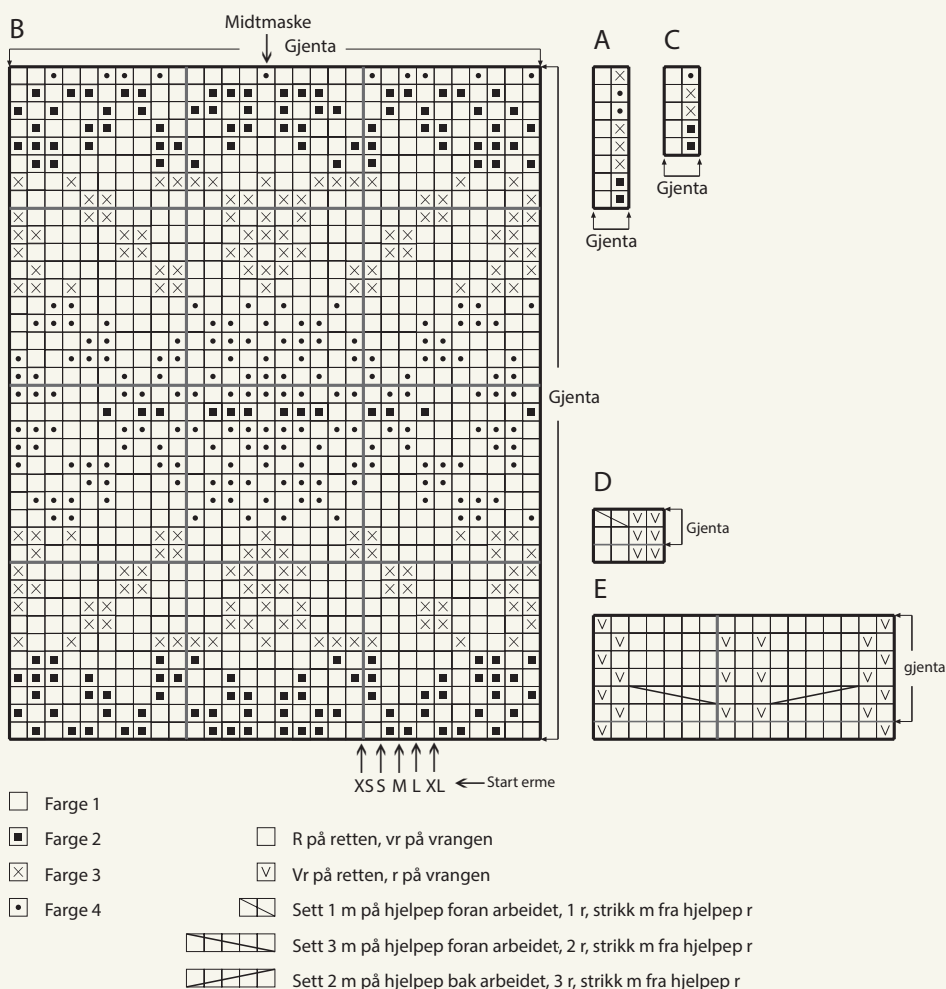 B
Midtmaske
Gjenta
A
C
Gjenta
Gjenta
Gjenta
D
Gjenta
E
gjenta
XS S M L XL
Start erme
Farge 1
Farge 2
Farge 3
Farge 4
R på retten, vr på vrangen
Vr på retten, r på vrangen
Sett 1 m på hjelpep foran arbeidet, 1 r, strikk m fra hjelpep r
Sett 3 m på hjelpep foran arbeidet, 2 r, strikk m fra hjelpep r
Sett 2 m på hjelpep bak arbeidet, 3 r, strikk m fra hjelpep r